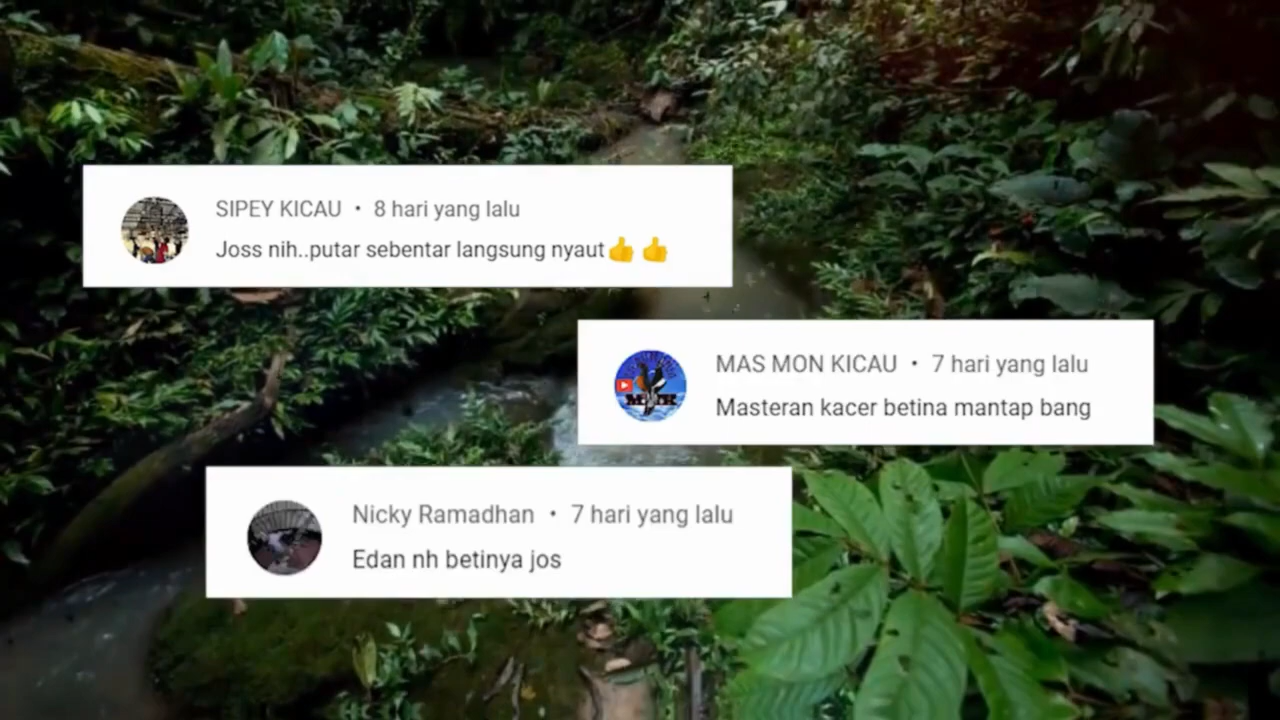 SIPEY KICAU • 8 hari yang lalu
Joss nih..putar sebentar langsung nyaut👍 👍
MAS MON KICAU • 7 hari yang lalu
Masteran kacer betina mantap bang
Nicky Ramadhan • 7 hari yang lalu
Edan nh betinya jos